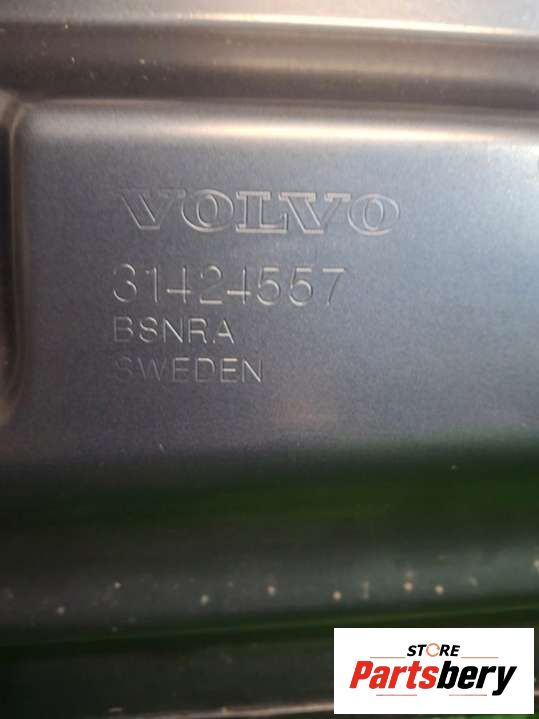 VOLVO
31424557
BSNRA
SWEDEN
STORE
Partsbery